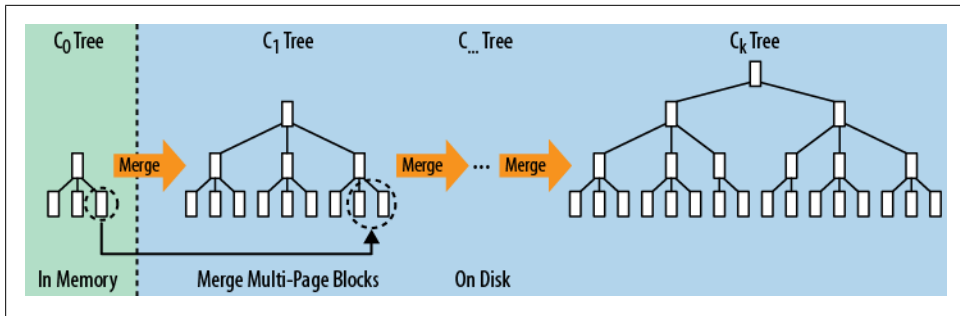 C0 Tree
C1 Tree
C... Tree
Ck Tree
Merge
Merge
...
Merge
In Memory
Merge Multi-Page Blocks
On Disk